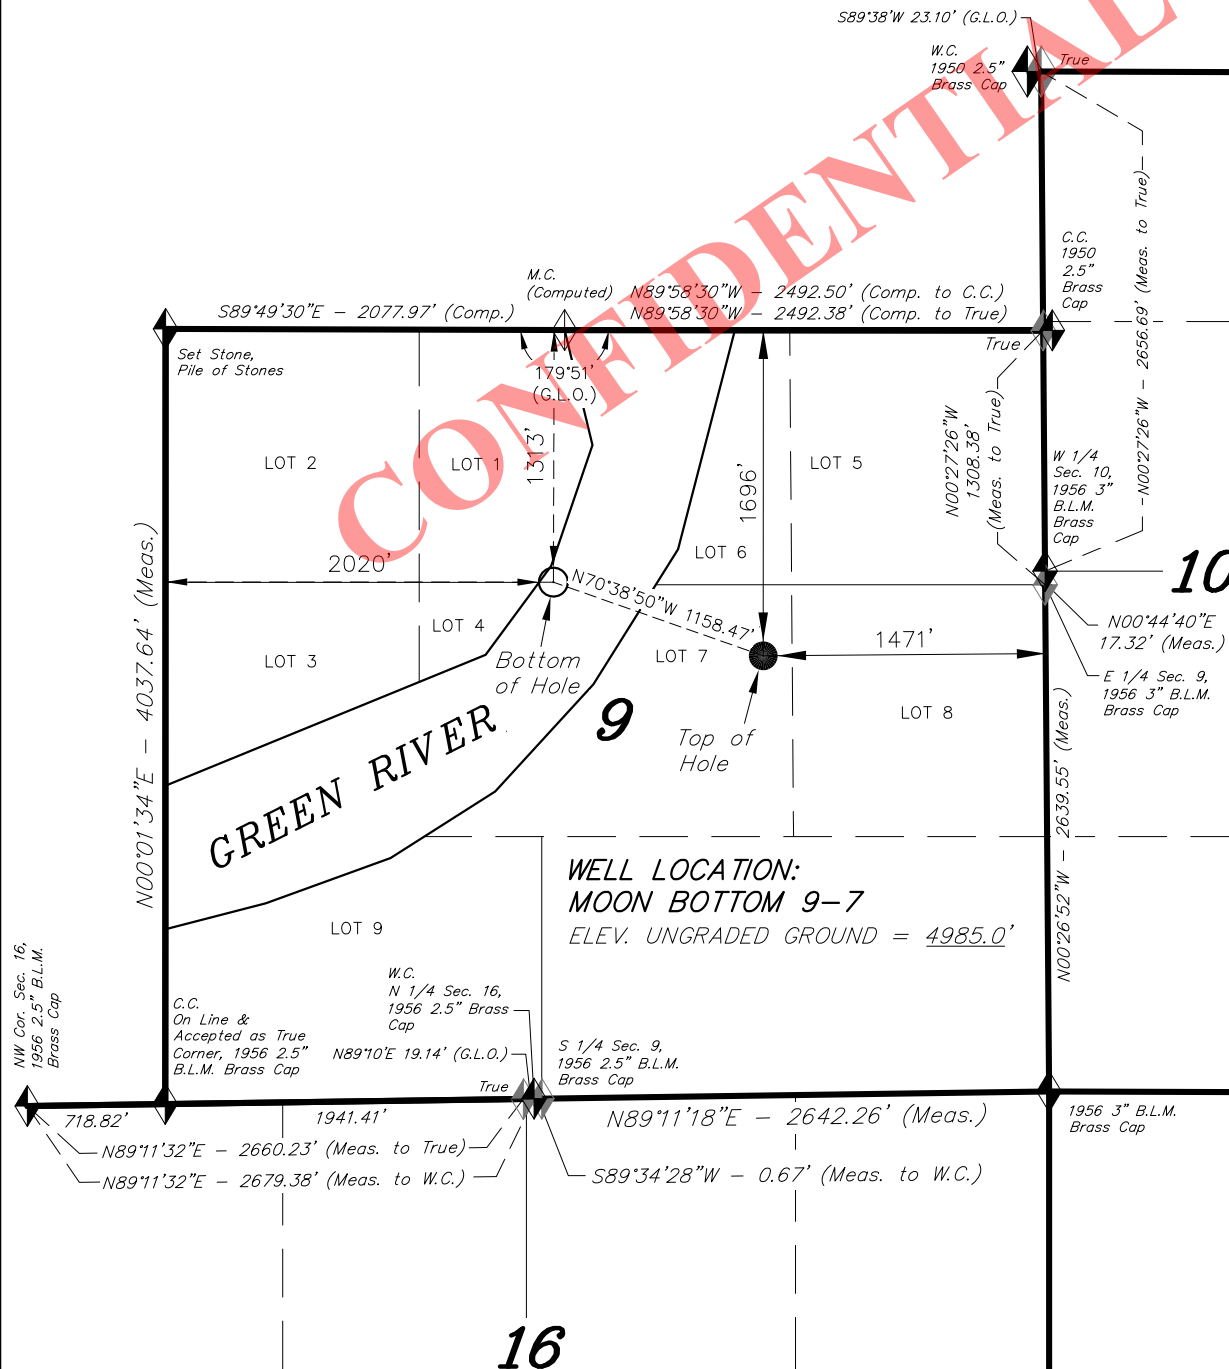 S89°38'W 23.10' (G.L.O.)
W.C.
1950 2.5"
Brass Cap
True
CONFIDENTIAL
N00°27'26"W - 2656.69' (Meas. to True)
C.C.
1950
2.5"
Brass
Cap
M.C.
(Computed)
S89°49'30"E - 2077.97' (Comp.)
N89°58'30"W - 2492.50' (Comp. to C.C.)
N89°58'30"W - 2492.38' (Comp. to True)
Set Stone,
Pile of Stones
179°51'
(G.L.O.)
True
N00°27'26"W
1308.38'
(Meas. to True)
LOT 2
LOT 1
1313'
1696'
LOT 5
W 1/4
Sec. 10,
1956 3"
B.L.M.
Brass
Cap
LOT 6
2020'
N70°38'50"W 1158.47'
10
N00°44'40"E
17.32' (Meas.)
LOT 4
LOT 3
Bottom
of Hole
LOT 7
1471'
E 1/4 Sec. 9,
1956 3" B.L.M.
Brass Cap
LOT 8
N00°01'34"E - 4037.64' (Meas.)
9
Top of
Hole
GREEN RIVER
N00°26'52"W - 2639.55' (Meas.)
WELL LOCATION:
MOON BOTTOM 9-7
ELEV. UNGRADED GROUND = 4985.0'
LOT 9
NW Cor. Sec. 16,
1956 2.5" B.L.M.
Brass Cap
C.C.
On Line &
Accepted as True
Corner, 1956 2.5"
B.L.M. Brass Cap
W.C.
N 1/4 Sec. 16,
1956 2.5" Brass
Cap
N89°10'E 19.14' (G.L.O.)
True
S 1/4 Sec. 9,
1956 2.5" B.L.M.
Brass Cap
718.82'
1941.41'
N89°11'18"E - 2642.26' (Meas.)
1956 3" B.L.M.
Brass Cap
N89°11'32"E - 2660.23' (Meas. to True)
N89°11'32"E - 2679.38' (Meas. to W.C.)
S89°34'28"W - 0.67' (Meas. to W.C.)
16